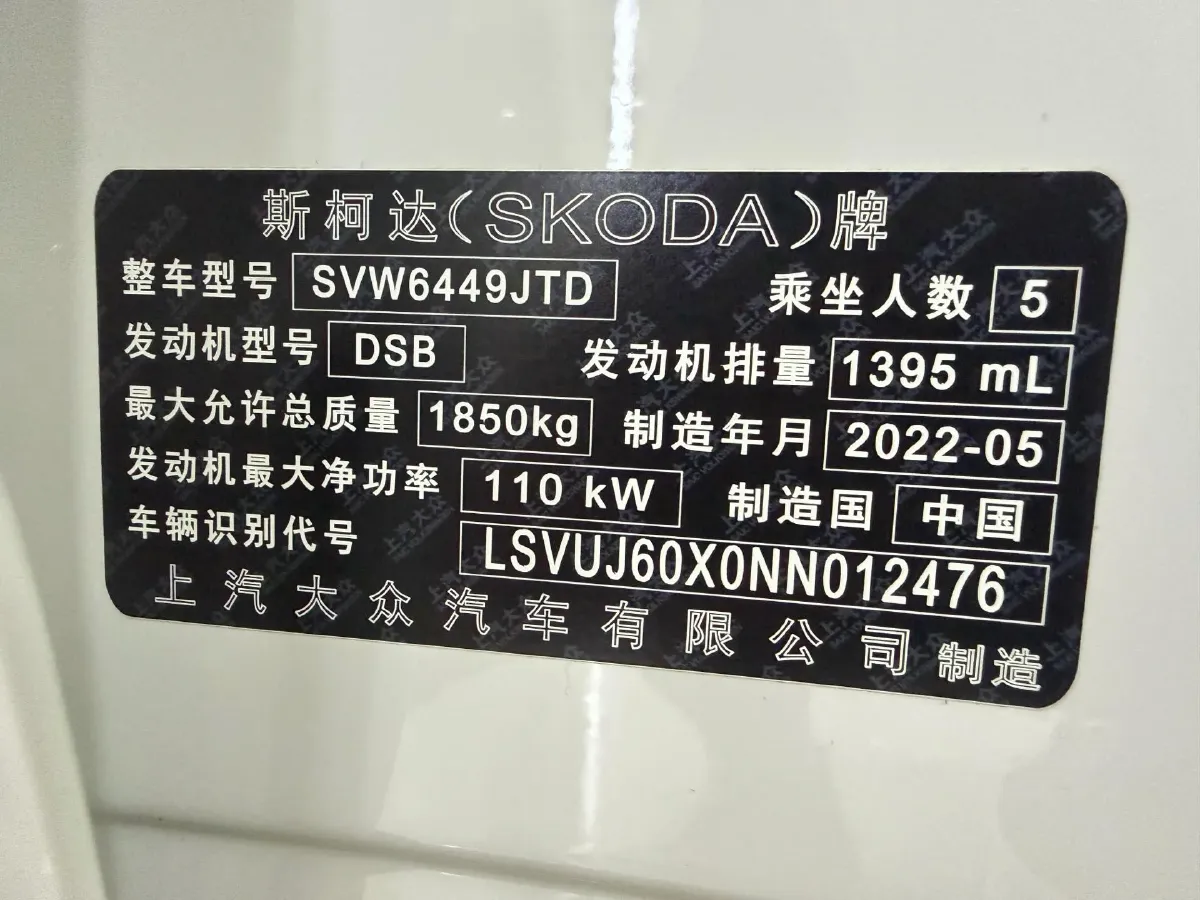 斯柯达(SKODA)牌
整车型号 SVW6449JTD 乘坐人数 5
发动机型号 DSB 发动机排量 1395 mL
最大允许总质量 1850kg 制造年月 2022-05
发动机最大净功率 110 kW 制造国 中国
车辆识别代号 LSVUJ60X0NN012476
上汽大众汽车有限公司制造